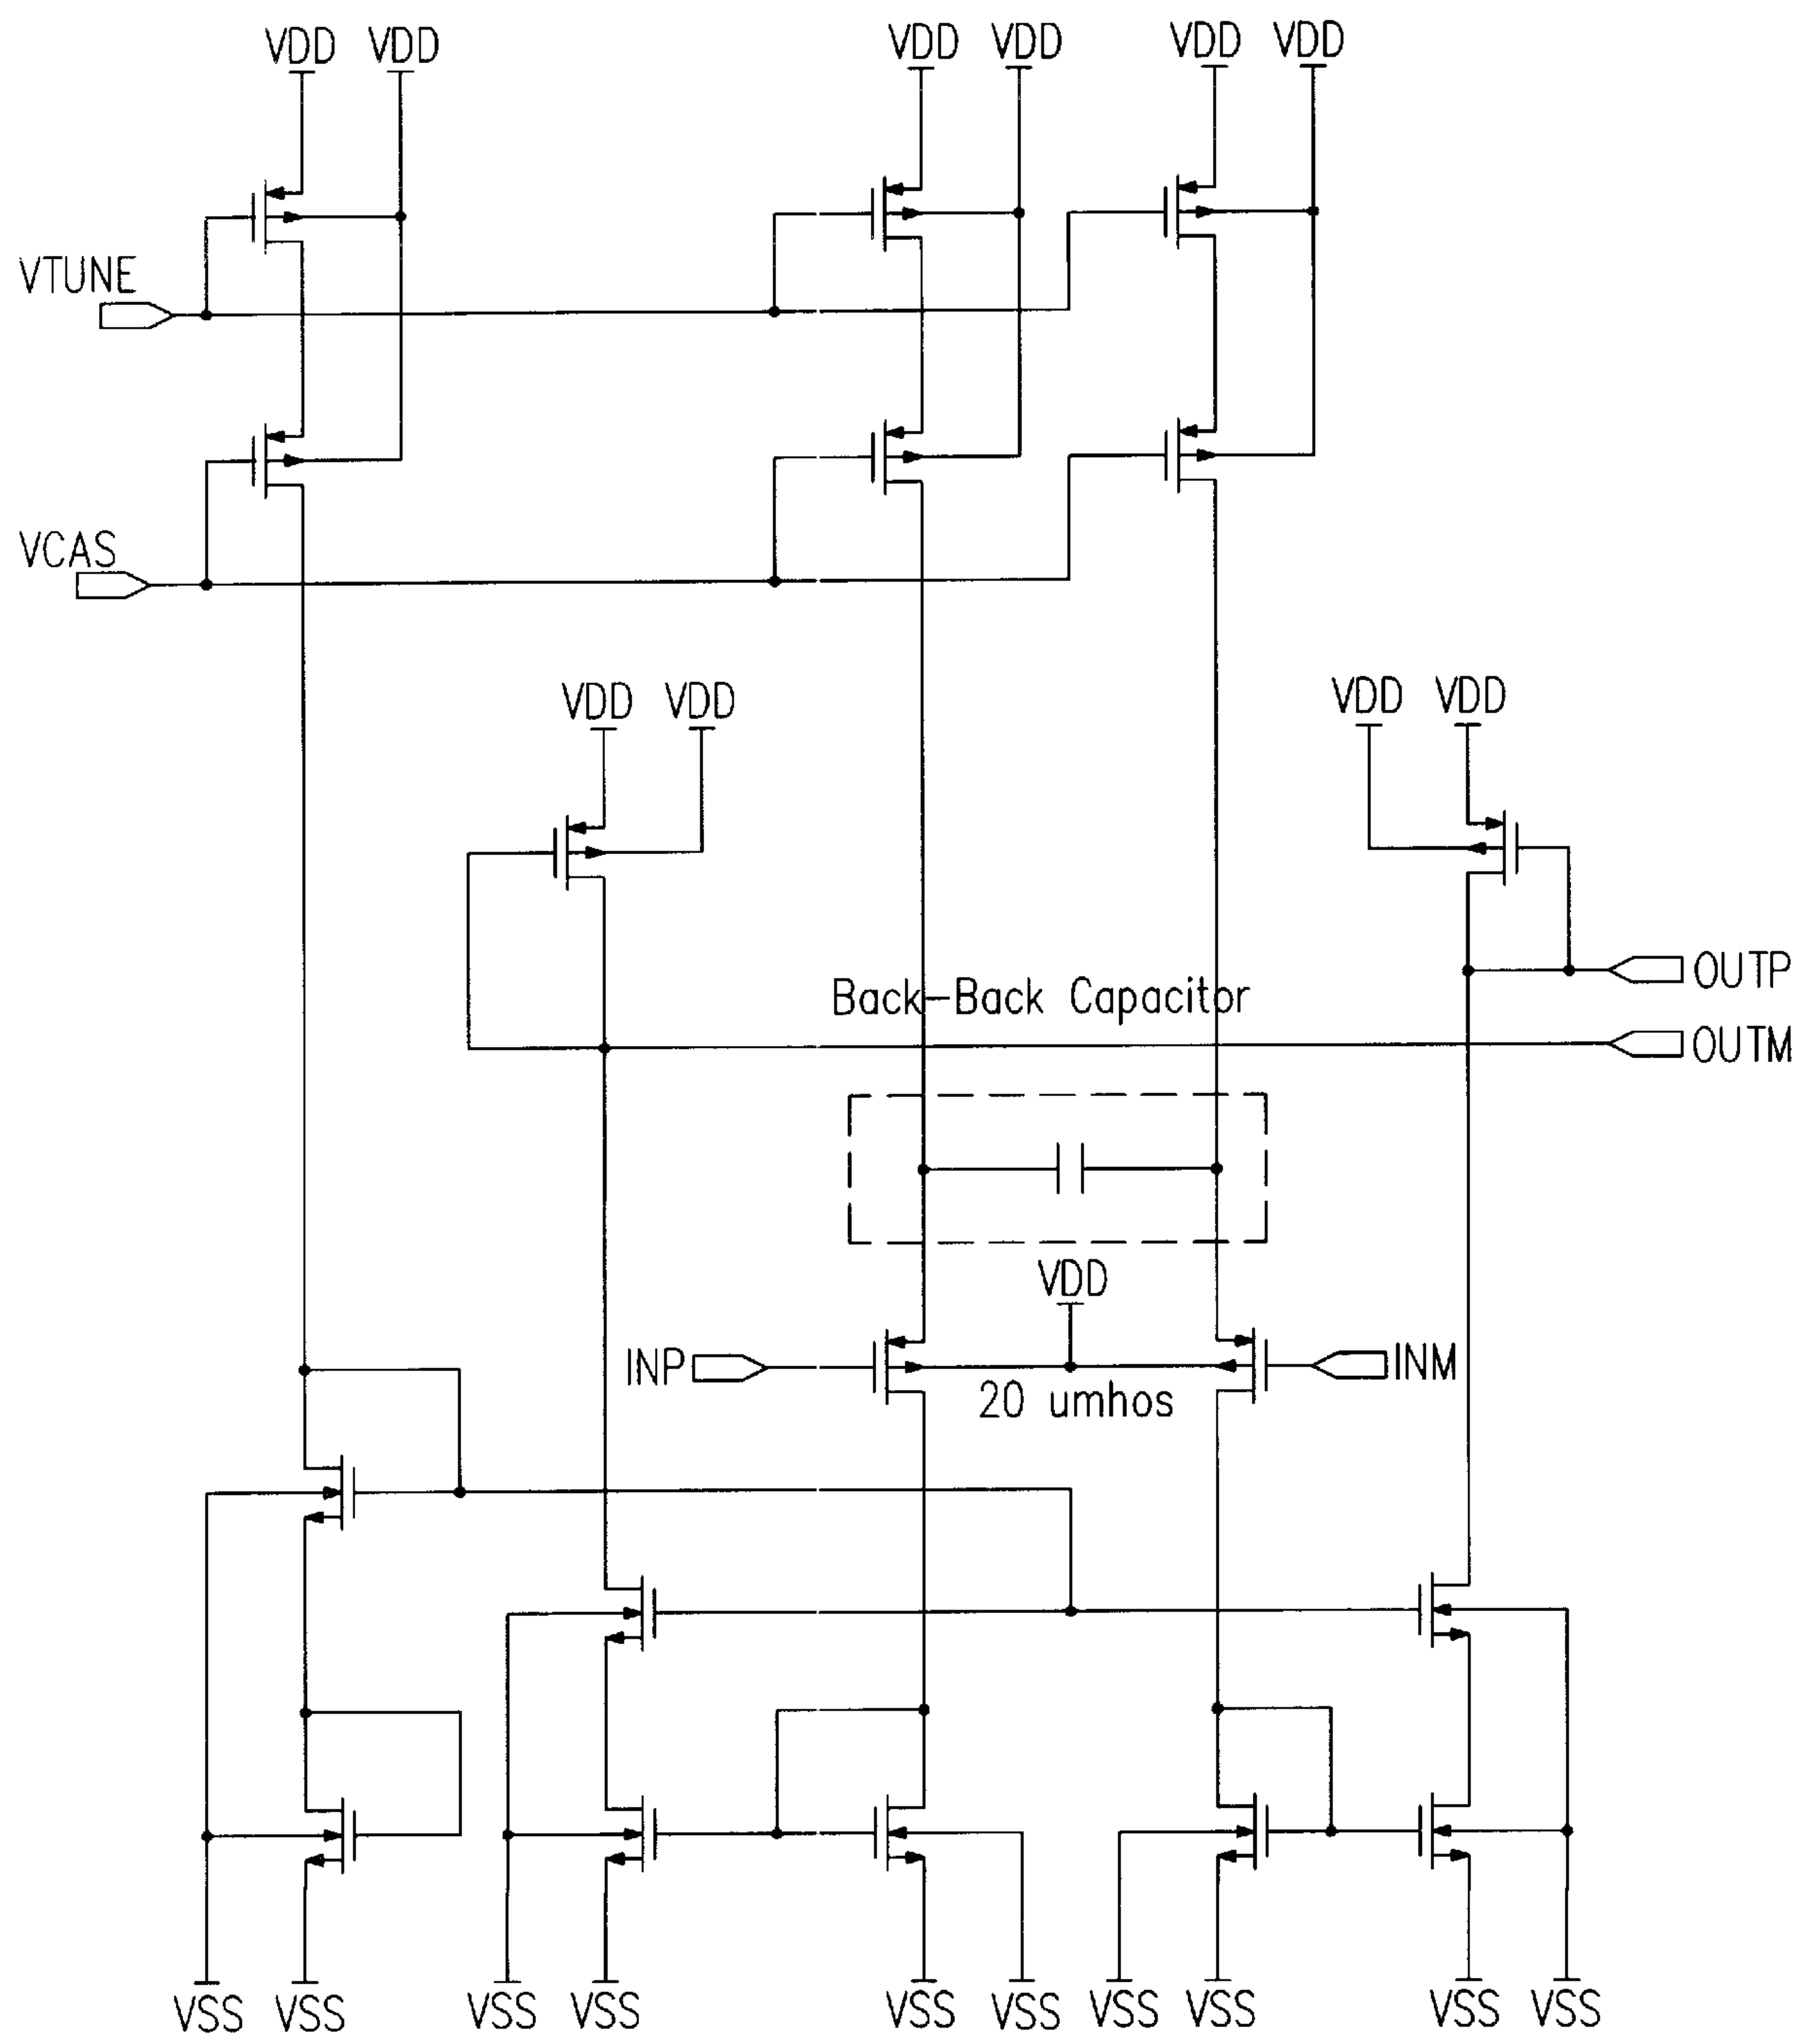 VDD VDD VDD VDD VDD VDD
VTUNE
VCAS
VDD VDD VDD VDD
Back-Back Capacitor
OUTP
OUTM
VDD
INP INM
20 umhos
VSS VSS VSS VSS VSS VSS VSS VSS VSS VSS